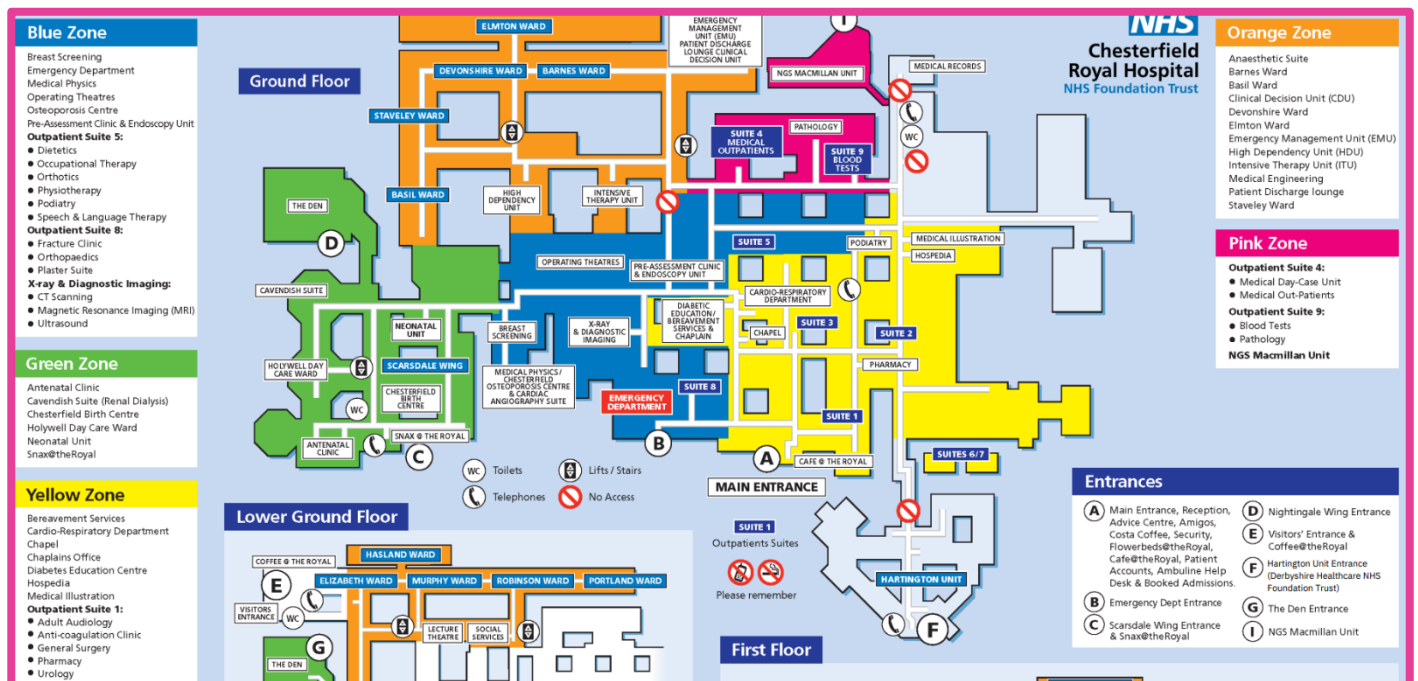 Blue Zone
Breast Screening
Emergency Department
Medical Physics
Operating Theatres
Osteoporosis Centre
Pre-Assessment Clinic & Endoscopy Unit
Outpatient Suite 5:
● Dietetics
● Occupational Therapy
● Orthotics
● Physiotherapy
● Podiatry
● Speech & Language Therapy
Outpatient Suite 8:
● Fracture Clinic
● Orthopaedics
● Plaster Suite
X-ray & Diagnostic Imaging:
● CT Scanning
● Magnetic Resonance Imaging (MRI)
● Ultrasound
Green Zone
Antenatal Clinic
Cavendish Suite (Renal Dialysis)
Chesterfield Birth Centre
Holywell Day Care Ward
Neonatal Unit
Snax@theRoyal
Yellow Zone
Bereavement Services
Cardio-Respiratory Department
Chapel
Chaplains Office
Diabetes Education Centre
Hospedia
Medical Illustration
Outpatient Suite 1:
● Adult Audiology
● Anti-coagulation Clinic
● General Surgery
● Pharmacy
● Urology
Ground Floor
ELMTON WARD
DEVONSHIRE WARD
BARNES WARD
STAVELEY WARD
BASIL WARD
EMERGENCY
MANAGEMENT
UNIT (EMU)
PATIENT DISCHARGE
LOUNGE CLINICAL
DECISION UNIT
I
NGS MACMILLAN UNIT
MEDICAL RECORDS
WC
SUITE 4
MEDICAL
OUTPATIENTS
PATHOLOGY
SUITE 9
BLOOD
TESTS
HIGH
DEPENDENCY
UNIT
INTENSIVE
THERAPY UNIT
THE DEN
D
SUITE 5
PODIATRY
MEDICAL ILLUSTRATION
HOSPEDIA
OPERATING THEATRES
PRE-ASSESSMENT CLINIC
& ENDOSCOPY UNIT
CAVENDISH SUITE
CARDIO-RESPIRATORY
DEPARTMENT
NEONATAL
UNIT
BREAST
SCREENING
X-RAY
& DIAGNOSTIC
IMAGING
DIABETIC
EDUCATION/
BEREAVEMENT
SERVICES &
CHAPLAIN
CHAPEL
SUITE 3
SUITE 2
HOLYWELL DAY
CARE WARD
SCARSDALE WING
PHARMACY
MEDICAL PHYSICS/
CHESTERFIELD
OSTEOPOROSIS CENTRE
& CARDIAC
ANGIOGRAPHY SUITE
CHESTERFIELD
BIRTH
CENTRE
SUITE 8
EMERGENCY
DEPARTMENT
WC
SUITE 1
ANTENATAL
CLINIC
SNAX @ THE ROYAL
C
B
A
CAFE @ THE ROYAL
SUITES 6/7
WC Toilets
Lifts / Stairs
Telephones
No Access
MAIN ENTRANCE
SUITE 1
Outpatients Suites
Please remember
HARTINGTON UNIT
F
Lower Ground Floor
HASLAND WARD
COFFEE @ THE ROYAL
E
ELIZABETH WARD
MURPHY WARD
ROBINSON WARD
PORTLAND WARD
VISITORS
ENTRANCE
WC
LECTURE
THEATRE
SOCIAL
SERVICES
G
THE DEN
First Floor
NHS
Chesterfield
Royal Hospital
NHS Foundation Trust
Orange Zone
Anaesthetic Suite
Barnes Ward
Basil Ward
Clinical Decision Unit (CDU)
Devonshire Ward
Elmton Ward
Emergency Management Unit (EMU)
High Dependency Unit (HDU)
Intensive Therapy Unit (ITU)
Medical Engineering
Patient Discharge lounge
Staveley Ward
Pink Zone
Outpatient Suite 4:
● Medical Day-Case Unit
● Medical Out-Patients
Outpatient Suite 9:
● Blood Tests
● Pathology
NGS Macmillan Unit
Entrances
A Main Entrance, Reception,
Advice Centre, Amigos,
Costa Coffee, Security,
Flowerbeds@theRoyal,
Cafe@theRoyal, Patient
Accounts, Ambuline Help
Desk & Booked Admissions.
B Emergency Dept Entrance
C Scarsdale Wing Entrance
& Snax@theRoyal
D Nightingale Wing Entrance
E Visitors' Entrance &
Coffee@theRoyal
F Hartington Unit Entrance
(Derbyshire Healthcare NHS
Foundation Trust)
G The Den Entrance
I NGS Macmillan Unit